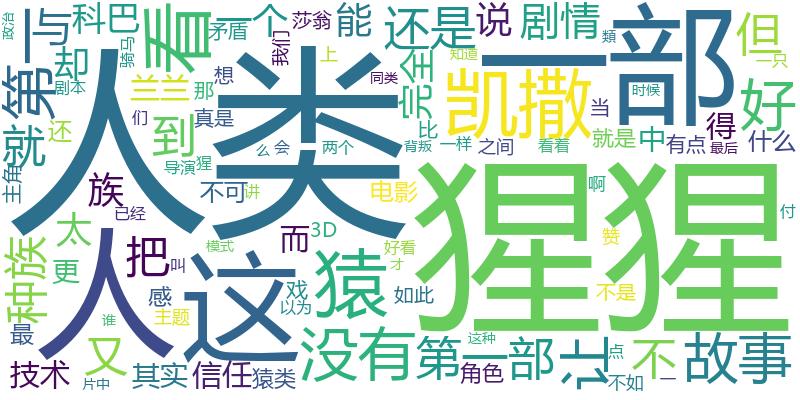 政治
科巴
与
却
第
剧本
骑马
看
矛盾
一个
莎翁
我们
能
还是
说
剧情
一部
但
類
知道
一只
上
同类
想
那
兰兰
还
就
们
到
真是
人类
完全
凯撒
当
时候
得
好
主角
导演
猩
么
会
两个
比
背叛
一样
之间
看着
就是
中
有点
最后
什么
族
已经
不可
讲
电影
猩猩
啊
付
种族
太
更
人
把
叫
模式
这
而
3D
猿
好看
才
赞
戏
以为
如此
不是
感
主题
最
谁
又
技术
片中
其实
信任
猿类
没有
第一部
这种
角色
让
点
不如
不
一
故事